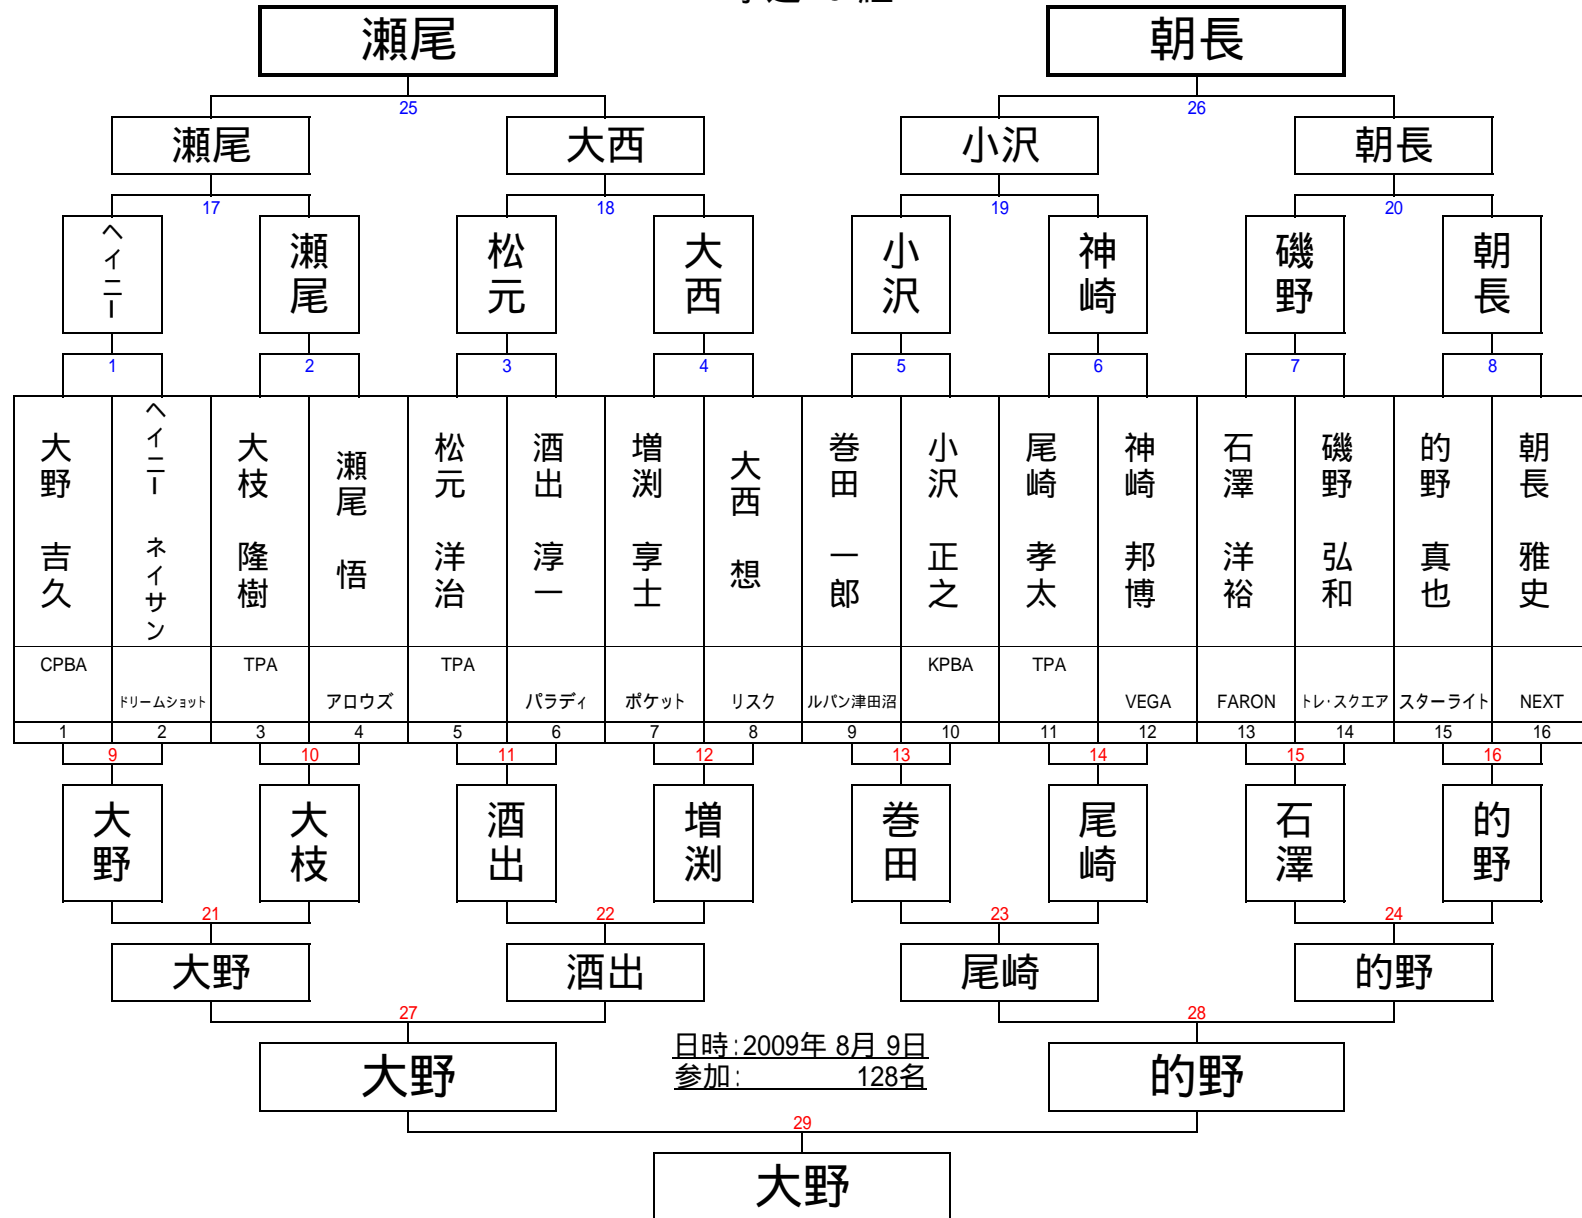 瀬尾
朝長
25
26
瀬尾
大西
小沢
朝長
17
18
19
20
ヘイニー
瀬尾
松元
大西
小沢
神崎
磯野
朝長
1
2
3
4
5
6
7
8
大野 吉久
ヘイニー ネイサン
大枝 隆樹
瀬尾 悟
松元 洋治
酒出 淳一
増渕 享士
大西 想
巻田 一郎
小沢 正之
尾崎 孝太
神崎 邦博
石澤 洋裕
磯野 弘和
的野 真也
朝長 雅史
CPBA
ドリームショット
TPA
アロウズ
TPA
パラディ
ポケット
リスク
ルパン津田沼
KPBA
TPA
VEGA
FARON
トレ・スクエア
スターライト
NEXT
1 2 3 4 5 6 7 8 9 10 11 12 13 14 15 16
9
10
11
12
13
14
15
16
大野
大枝
酒出
増渕
巻田
尾崎
石澤
的野
21
22
23
24
大野
酒出
尾崎
的野
27
28
日時:2009年 8月 9日
参加: 128名
大野
的野
29
大野